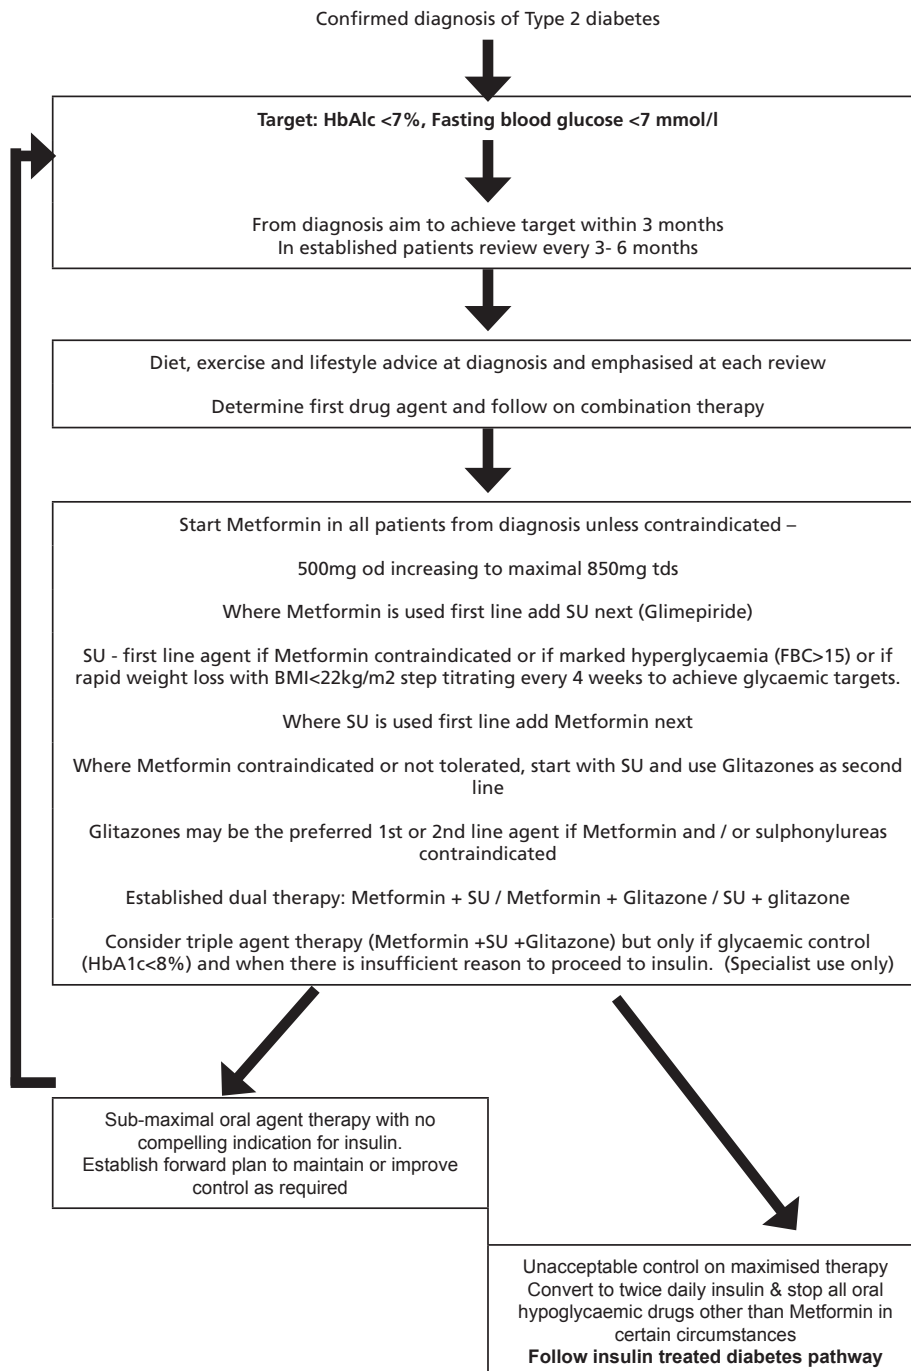 Confirmed diagnosis of Type 2 diabetes
Target: HbAlc <7%, Fasting blood glucose <7 mmol/l
From diagnosis aim to achieve target within 3 months
In established patients review every 3- 6 months
Diet, exercise and lifestyle advice at diagnosis and emphasised at each review
Determine first drug agent and follow on combination therapy
Start Metformin in all patients from diagnosis unless contraindicated –
500mg od increasing to maximal 850mg tds
Where Metformin is used first line add SU next (Glimepiride)
SU - first line agent if Metformin contraindicated or if marked hyperglycaemia (FBC>15) or if
rapid weight loss with BMI<22kg/m2 step titrating every 4 weeks to achieve glycaemic targets.
Where SU is used first line add Metformin next
Where Metformin contraindicated or not tolerated, start with SU and use Glitazones as second
line
Glitazones may be the preferred 1st or 2nd line agent if Metformin and / or sulphonylureas
contraindicated
Established dual therapy: Metformin + SU / Metformin + Glitazone / SU + glitazone
Consider triple agent therapy (Metformin +SU +Glitazone) but only if glycaemic control
(HbA1c<8%) and when there is insufficient reason to proceed to insulin.  (Specialist use only)
Sub-maximal oral agent therapy with no
compelling indication for insulin.
Establish forward plan to maintain or improve
control as required
Unacceptable control on maximised therapy
Convert to twice daily insulin & stop all oral
hypoglycaemic drugs other than Metformin in
certain circumstances
Follow insulin treated diabetes pathway